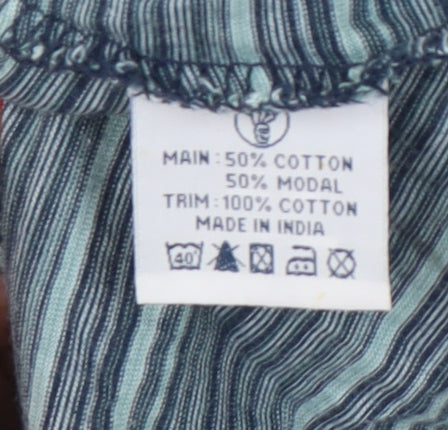 MAIN : 50% COTTON
50% MODAL
TRIM : 100% COTTON
MADE IN INDIA
40°